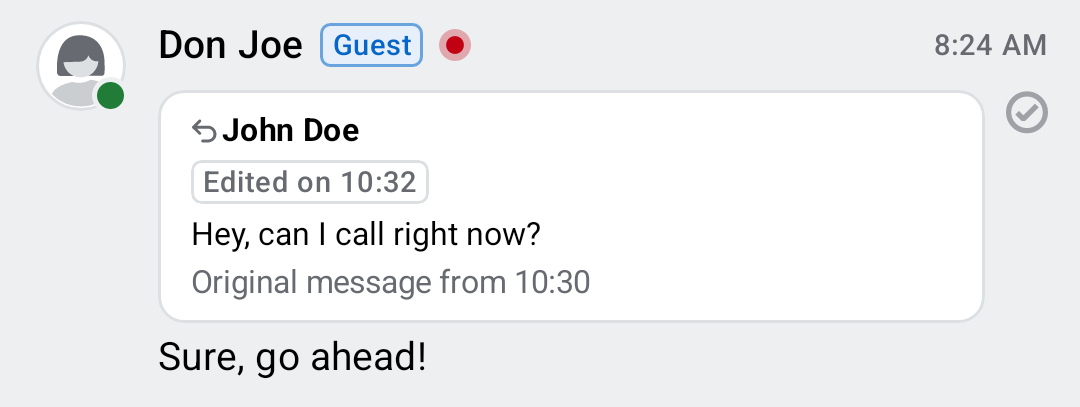 Don Joe Guest 8:24 AM
John Doe
Edited on 10:32
Hey, can I call right now?
Original message from 10:30
Sure, go ahead!